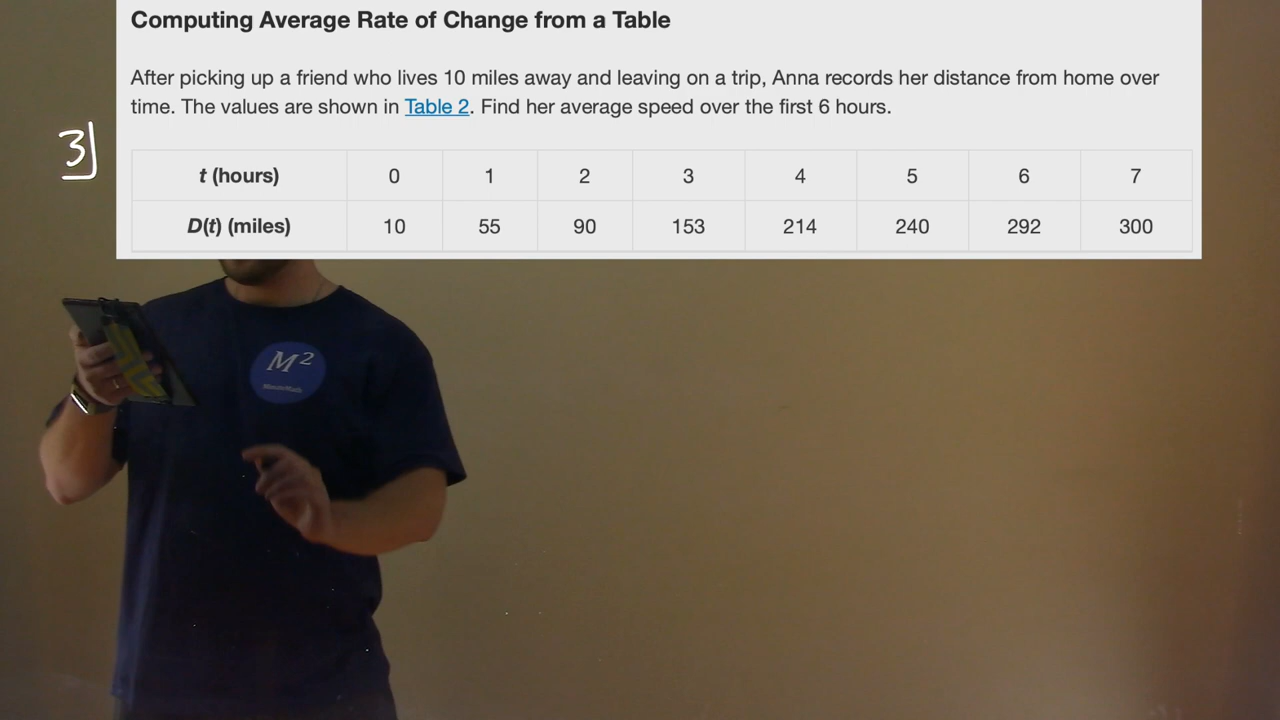 Computing Average Rate of Change from a Table
After picking up a friend who lives 10 miles away and leaving on a trip, Anna records her distance from home over
time. The values are shown in Table 2. Find her average speed over the first 6 hours.
3
t (hours) 0 1 2 3 4 5 6 7
D(t) (miles) 10 55 90 153 214 240 292 300
M²
MinuteMath